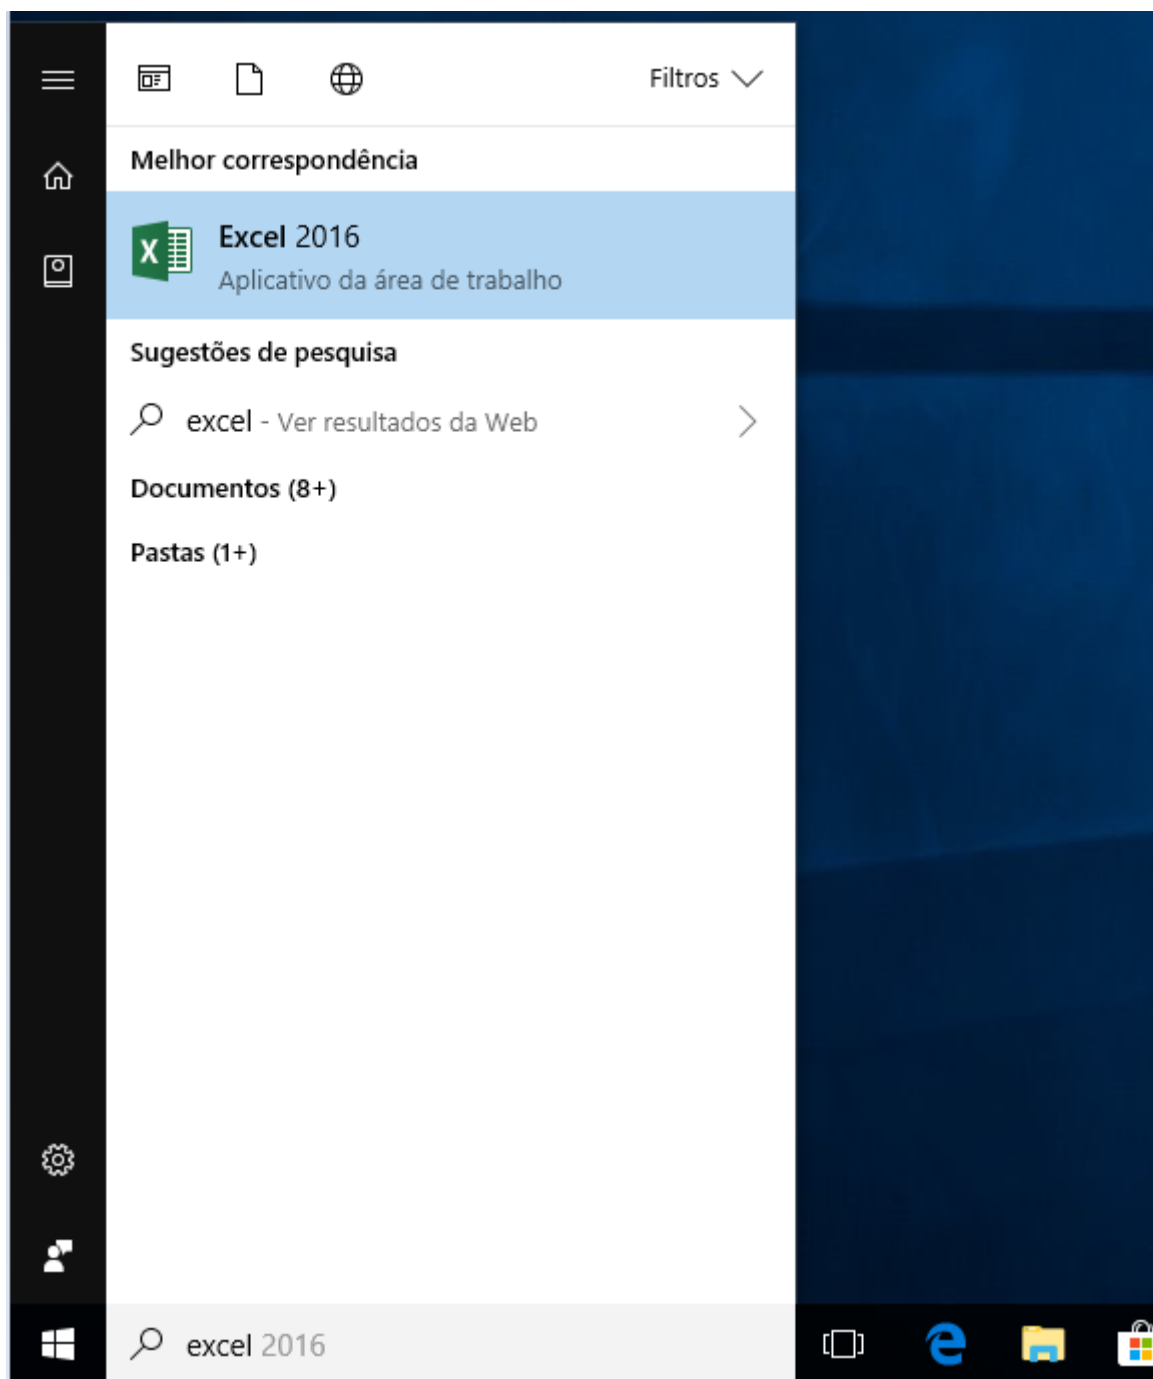 Filtros
Melhor correspondência
Excel 2016
Aplicativo da área de trabalho
Sugestões de pesquisa
excel - Ver resultados da Web
Documentos (8+)
Pastas (1+)
excel 2016